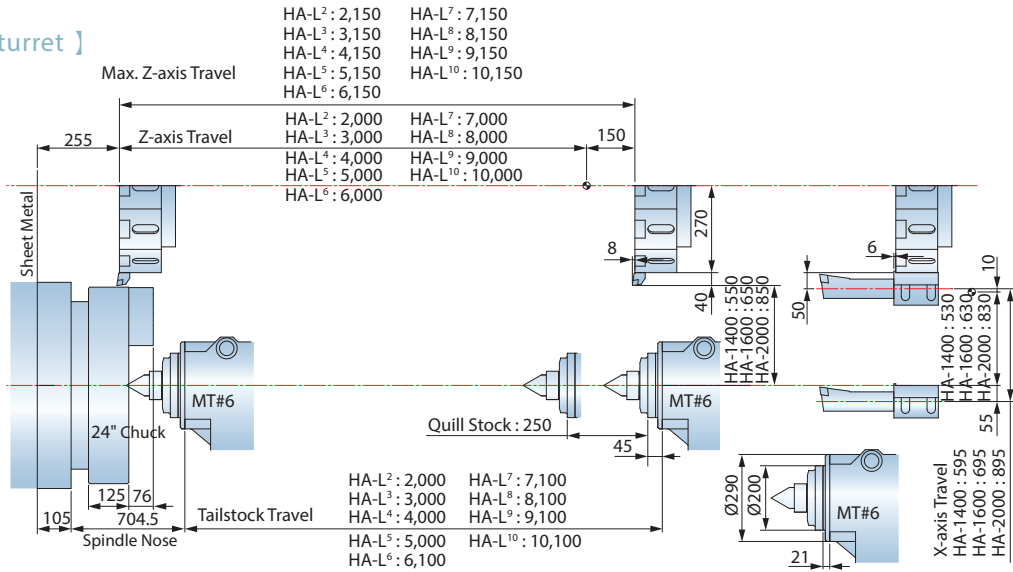 turret 】
Max. Z-axis Travel
HA-L² : 2,150 HA-L⁷ : 7,150
HA-L³ : 3,150 HA-L⁸ : 8,150
HA-L⁴ : 4,150 HA-L⁹ : 9,150
HA-L⁵ : 5,150 HA-L¹⁰ : 10,150
HA-L⁶ : 6,150
255
Z-axis Travel
HA-L² : 2,000 HA-L⁷ : 7,000
HA-L³ : 3,000 HA-L⁸ : 8,000
HA-L⁴ : 4,000 HA-L⁹ : 9,000
HA-L⁵ : 5,000 HA-L¹⁰ : 10,000
HA-L⁶ : 6,000
150
Sheet Metal
270
8
40
6
50
10
HA-1400 : 550
HA-1600 : 650
HA-2000 : 850
HA-1400 : 530
HA-1600 : 630
HA-2000 : 830
55
MT#6
MT#6
24" Chuck
Quill Stock : 250
45
125
76
105
704.5
Spindle Nose
Tailstock Travel
HA-L² : 2,000 HA-L⁷ : 7,100
HA-L³ : 3,000 HA-L⁸ : 8,100
HA-L⁴ : 4,000 HA-L⁹ : 9,100
HA-L⁵ : 5,000 HA-L¹⁰ : 10,100
HA-L⁶ : 6,100
Ø290
Ø200
MT#6
21
X-axis Travel
HA-1400 : 595
HA-1600 : 695
HA-2000 : 895